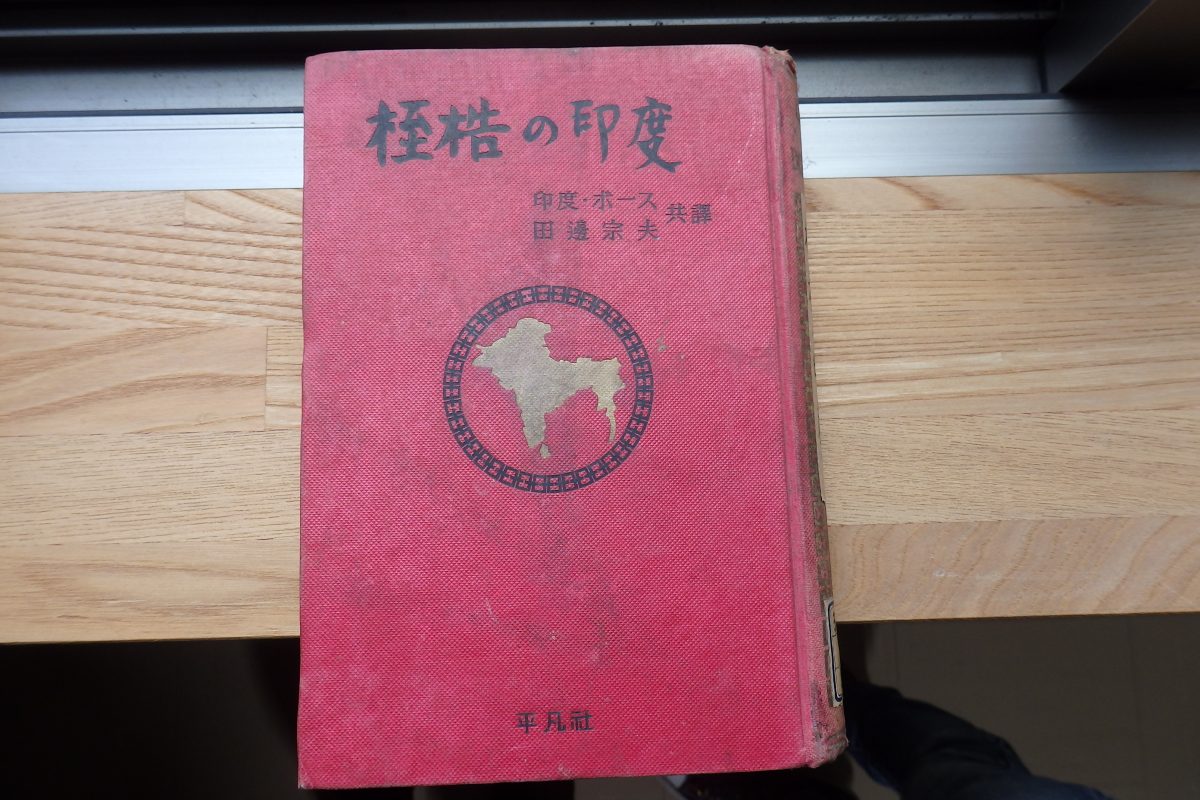 桎梏の印度
印度・ボース
田邊宗夫
共譯
平凡社